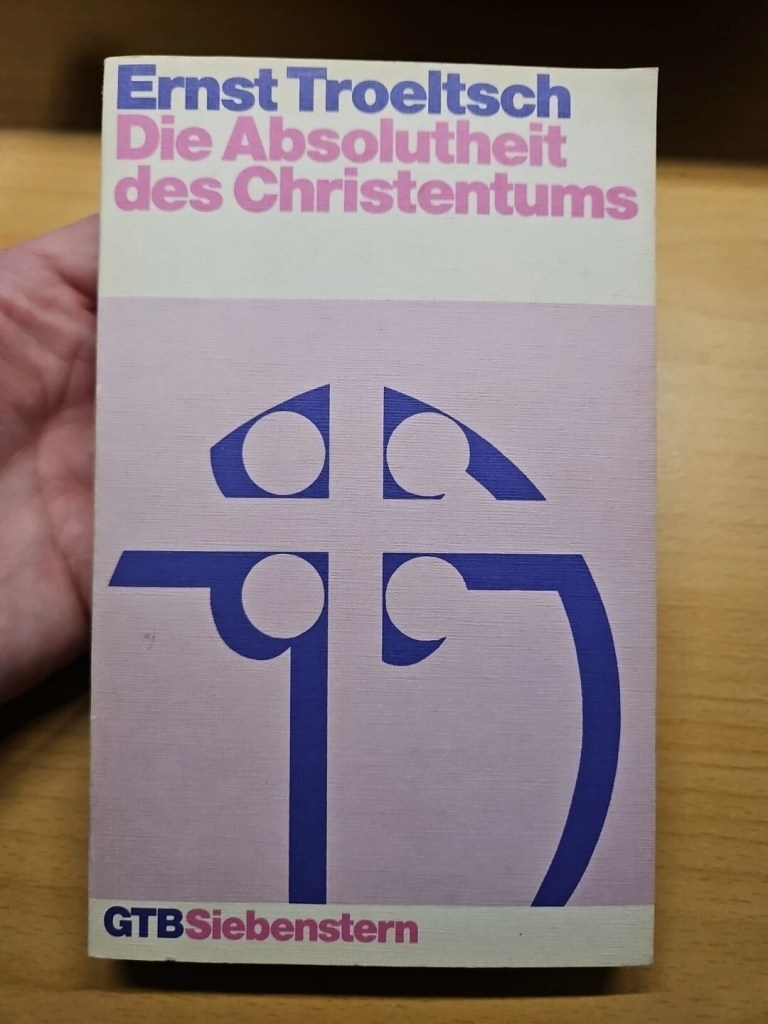 Ernst Troeltsch
Die Absolutheit
des Christentums
GTBSiebenstern